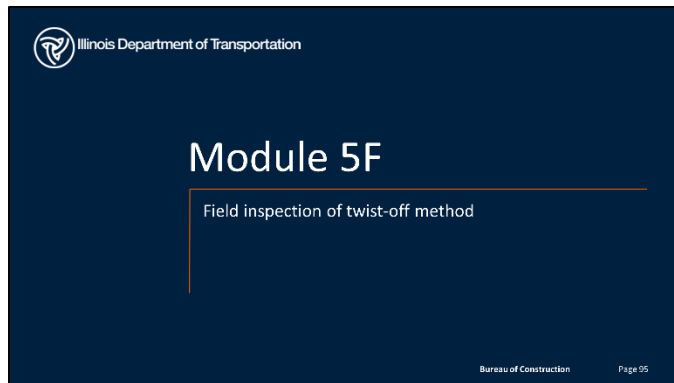 Illinois Department of Transportation
Module 5F
Field inspection of twist-off method
Bureau of Construction Page 95